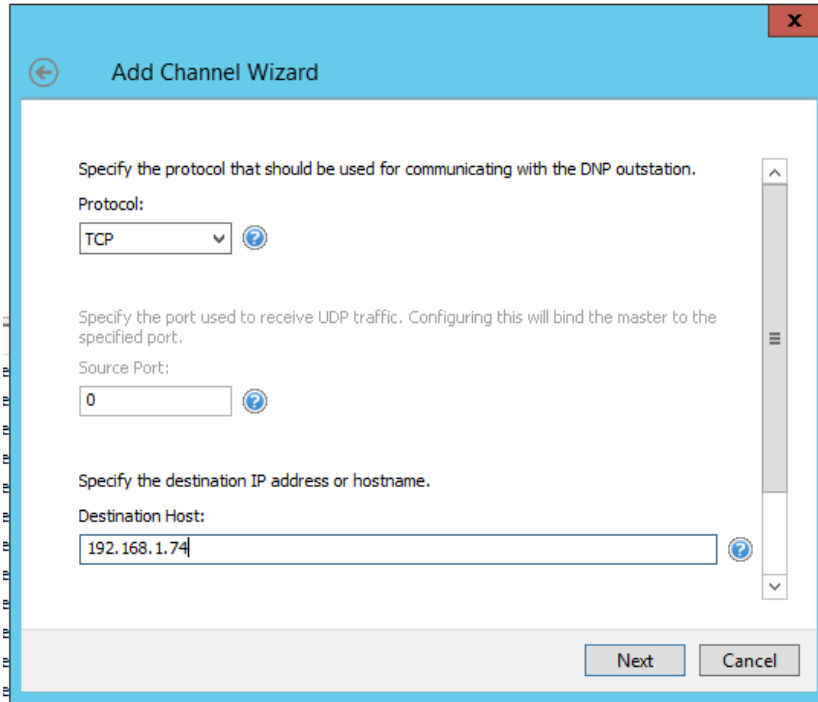 x
Add Channel Wizard
Specify the protocol that should be used for communicating with the DNP outstation.
Protocol:
TCP
Specify the port used to receive UDP traffic. Configuring this will bind the master to the
specified port.
Source Port:
0
Specify the destination IP address or hostname.
Destination Host:
192.168.1.74
Next Cancel